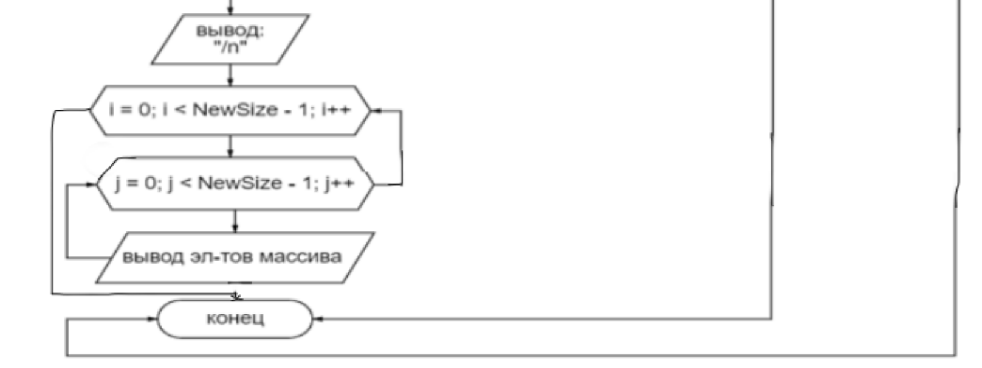 вывод:
"/n"
i = 0; i < NewSize - 1; i++
j = 0; j < NewSize - 1; j++
вывод эл-тов массива
конец